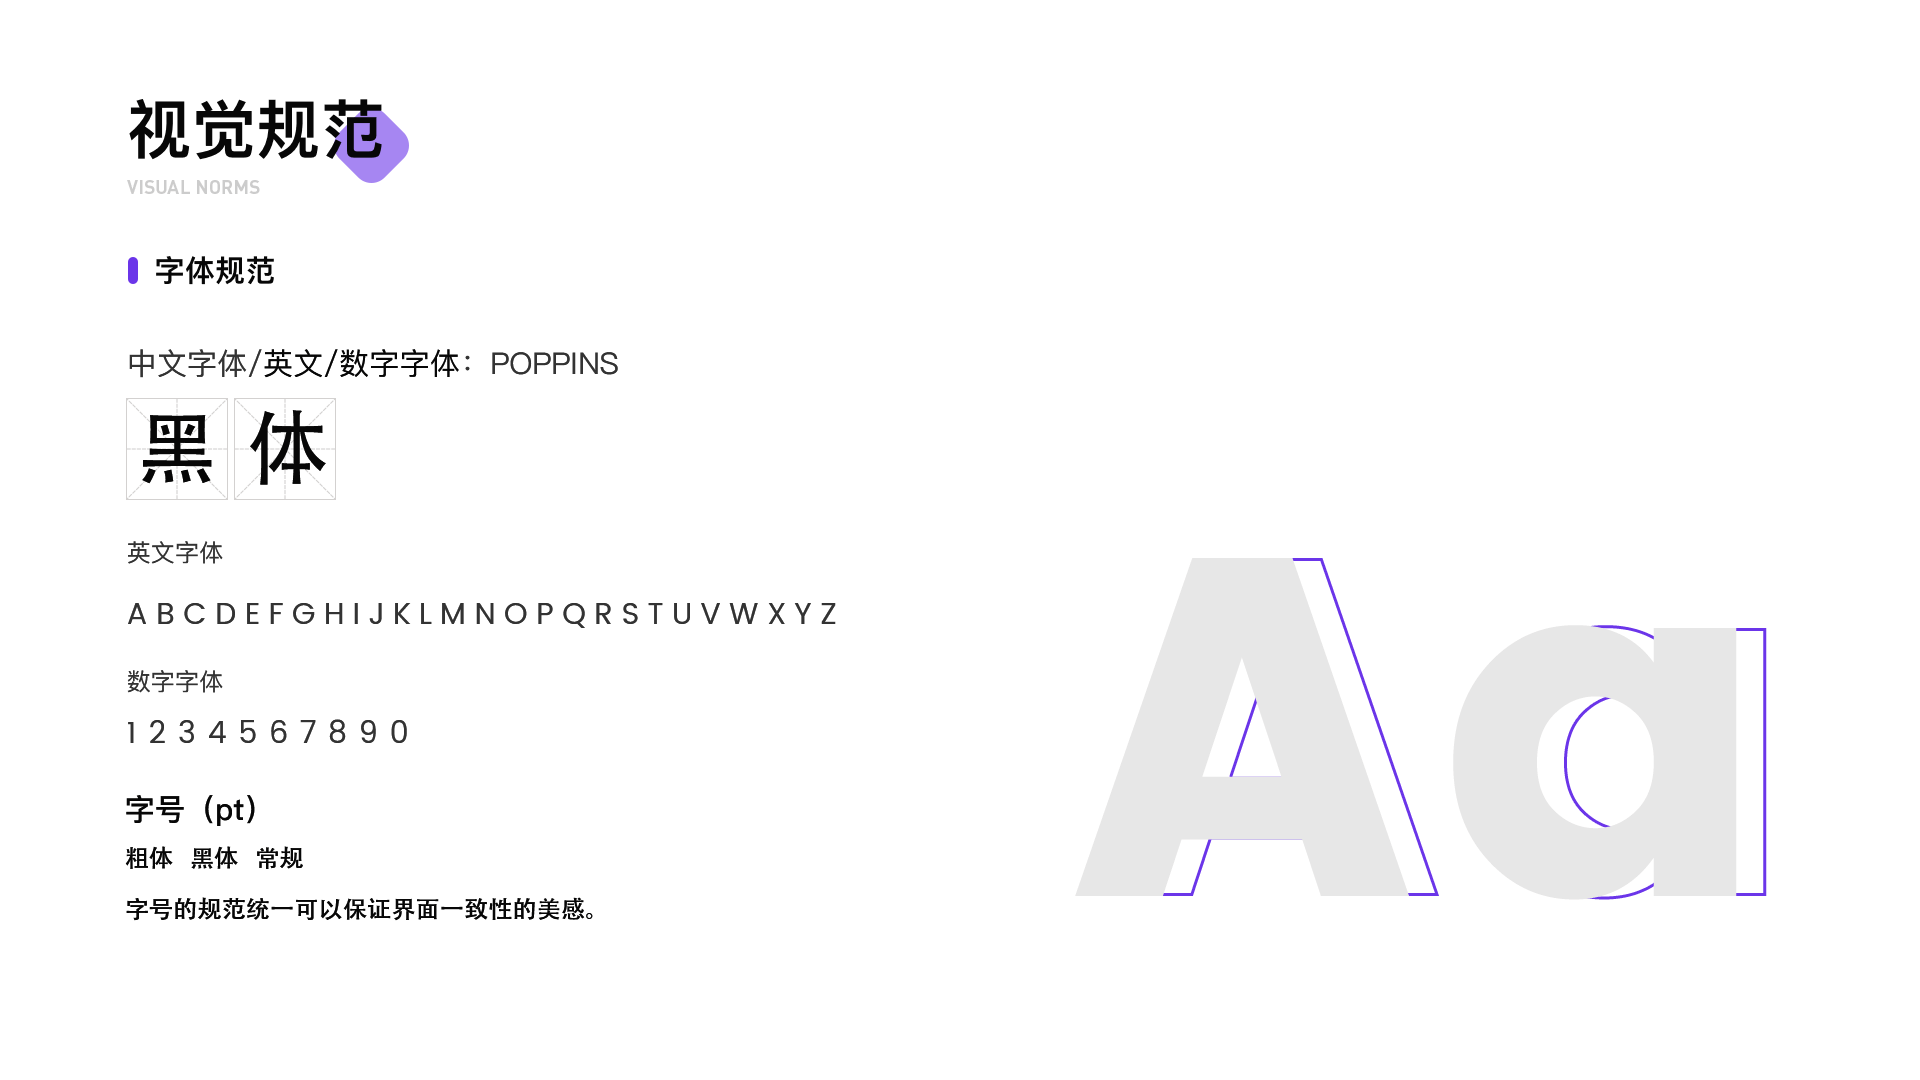 视觉规范
VISUAL NORMS
字体规范
中文字体/英文/数字字体：POPPINS
黑体
英文字体
A B C D E F G H I J K L M N O P Q R S T U V W X Y Z
数字字体
1 2 3 4 5 6 7 8 9 0
字号（pt）
粗体 黑体 常规
字号的规范统一可以保证界面一致性的美感。
Aa